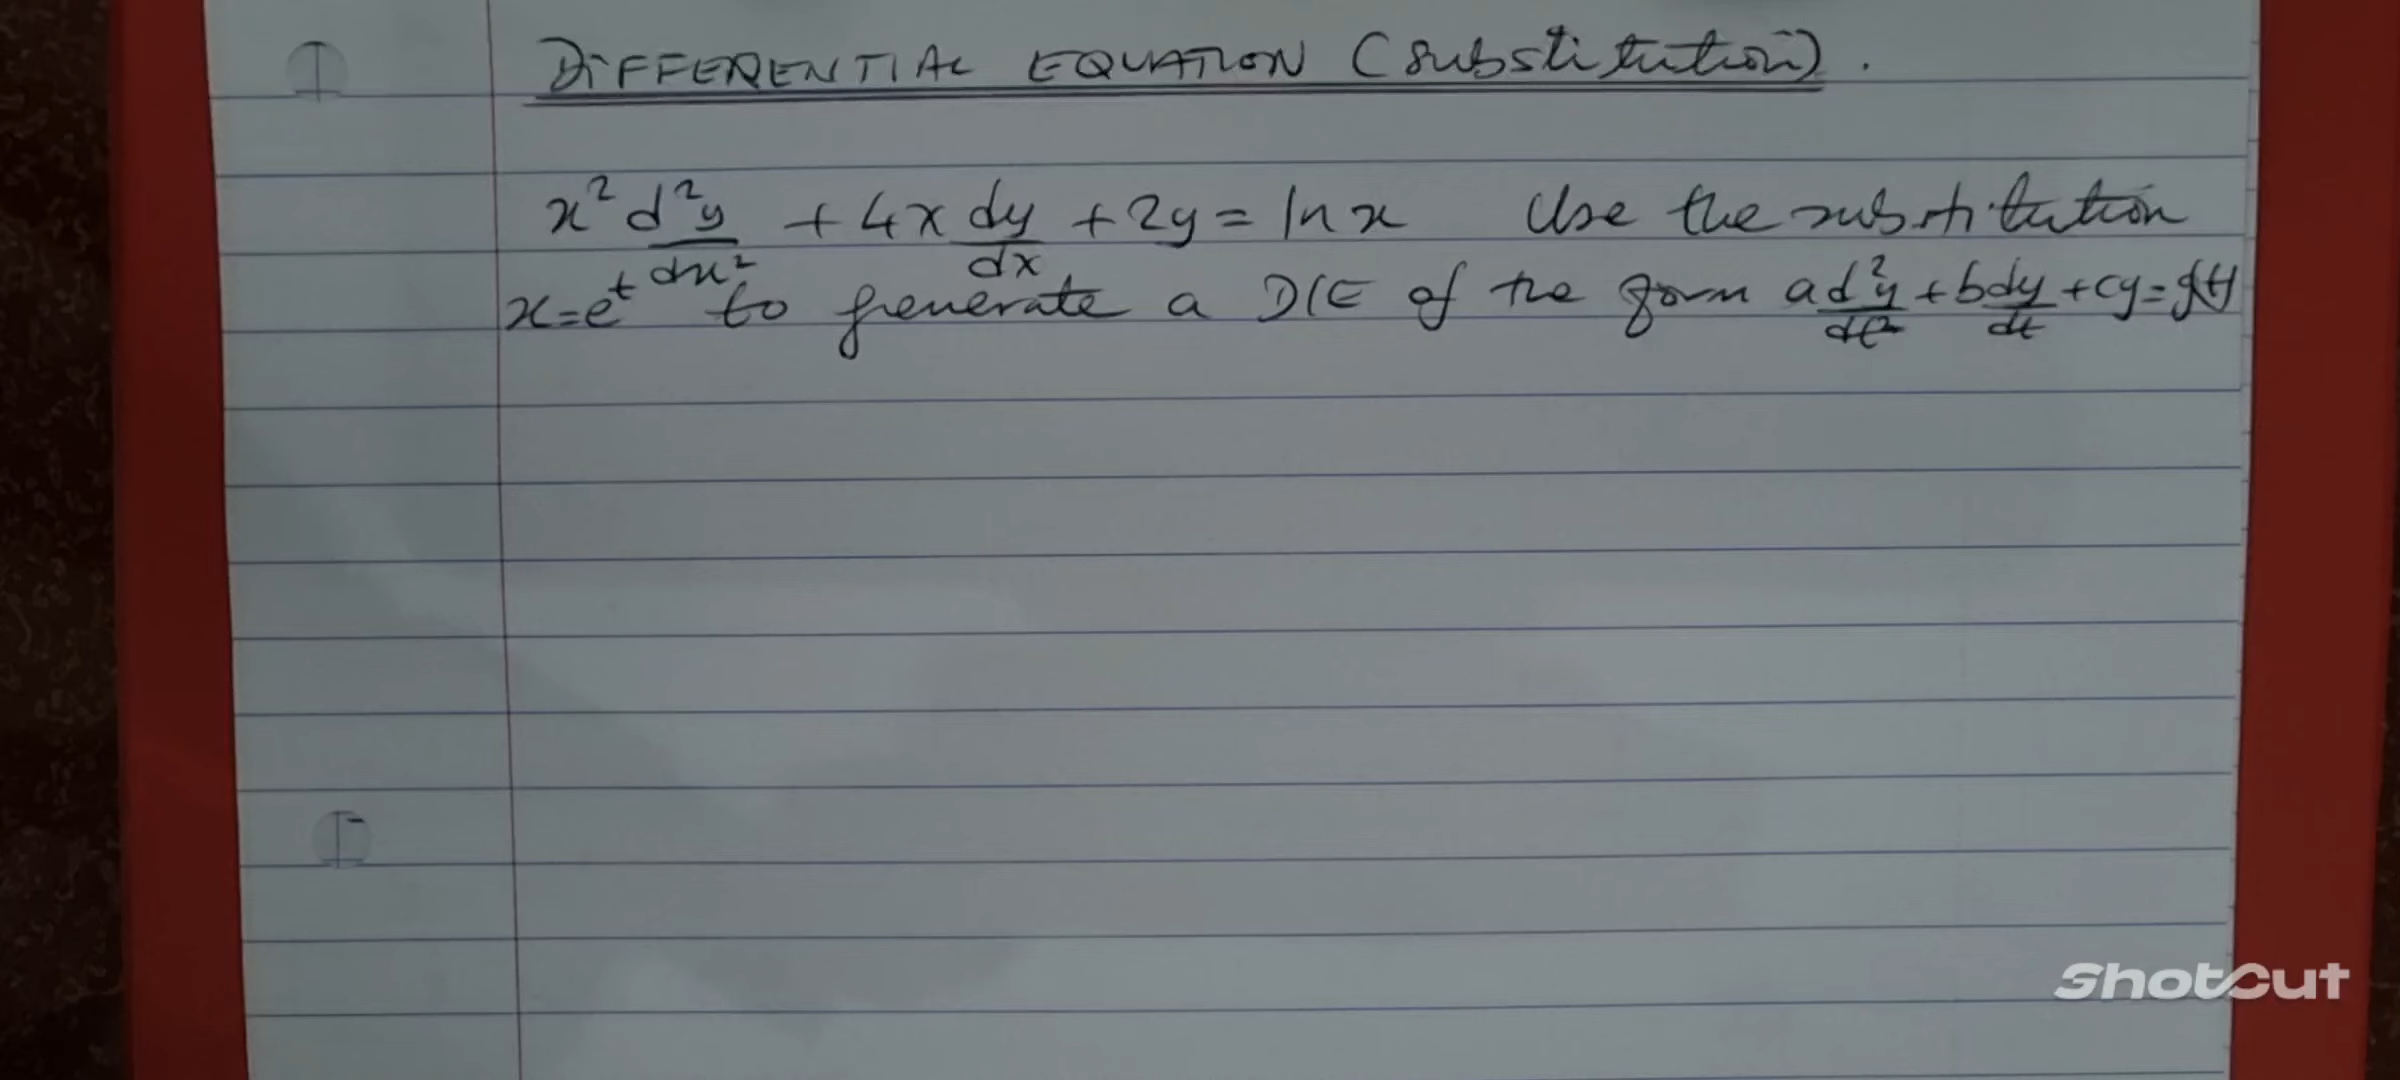 DIFFERENTIAL EQUATION (substitution).
x² d²y/dx² + 4x dy/dx + 2y = ln x Use the substitution
x=e^t to generate a D/E of the form a d²y/dt² + b dy/dt + cy = f(t)
ShotCut